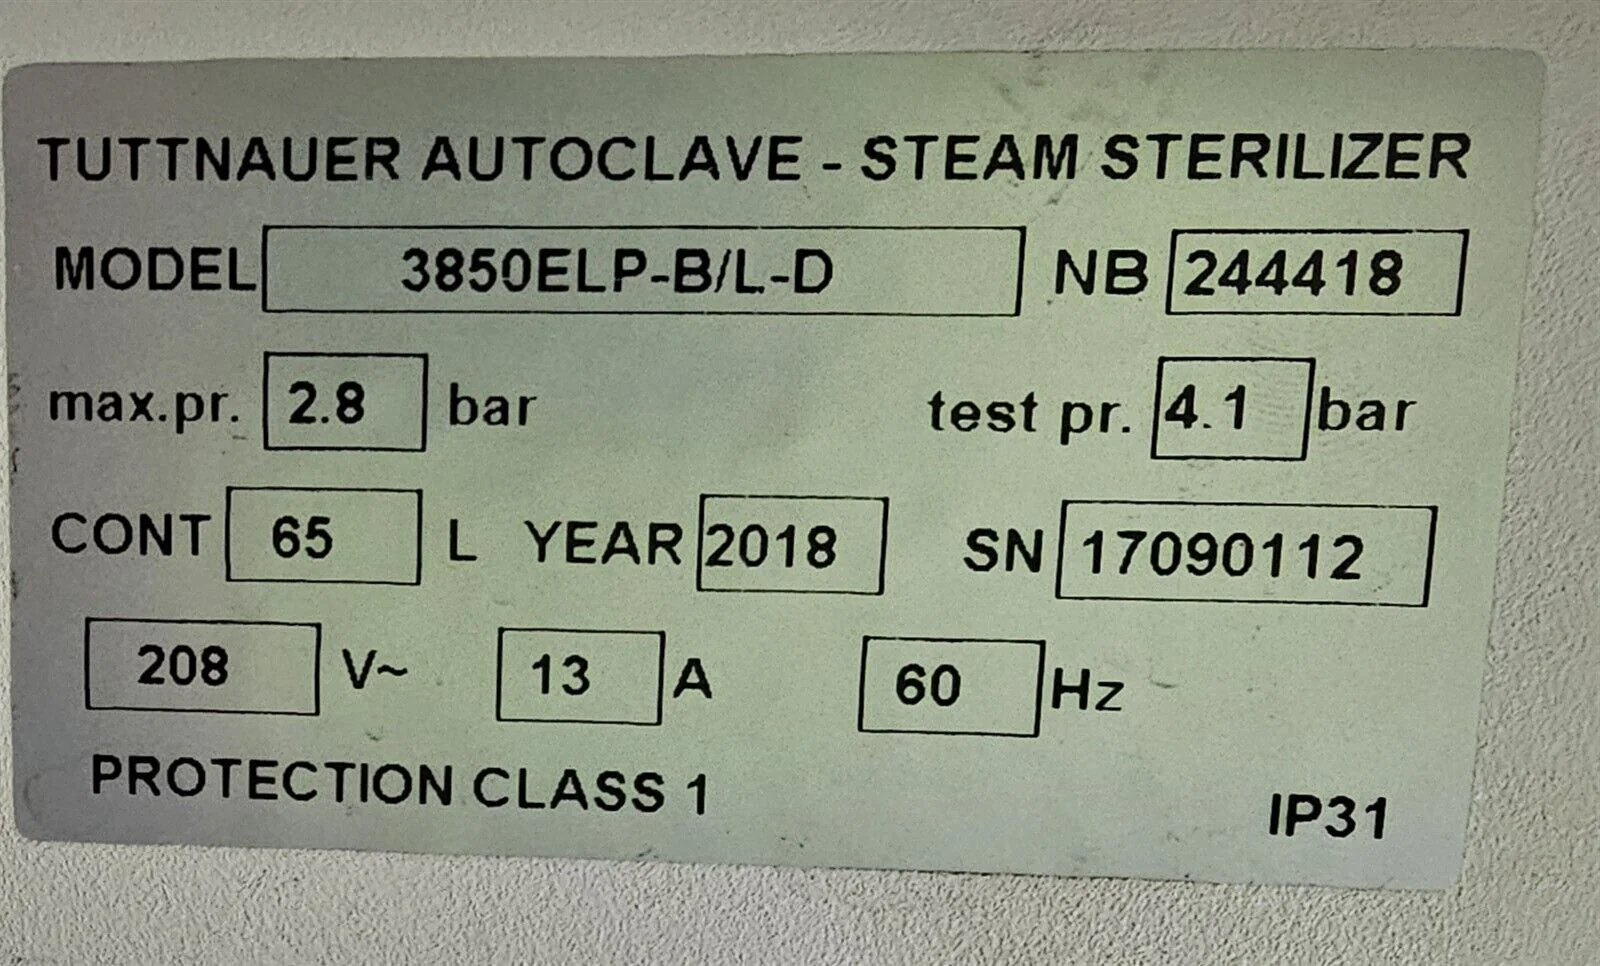 TUTTNAUER AUTOCLAVE - STEAM STERILIZER
MODEL 3850ELP-B/L-D NB 244418
max.pr. 2.8 bar test pr. 4.1 bar
CONT 65 L YEAR 2018 SN 17090112
208 V~ 13 A 60 Hz
PROTECTION CLASS 1
IP31